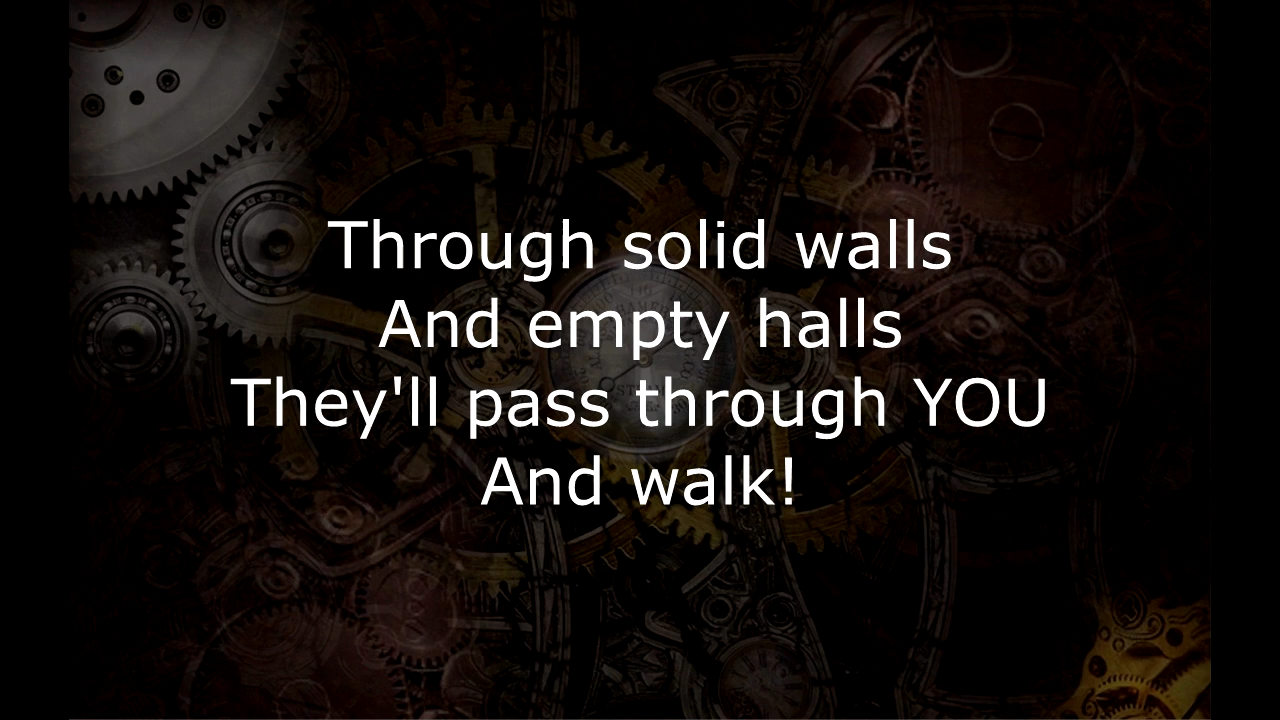 Through solid walls
And empty halls
They'll pass through YOU
And walk!